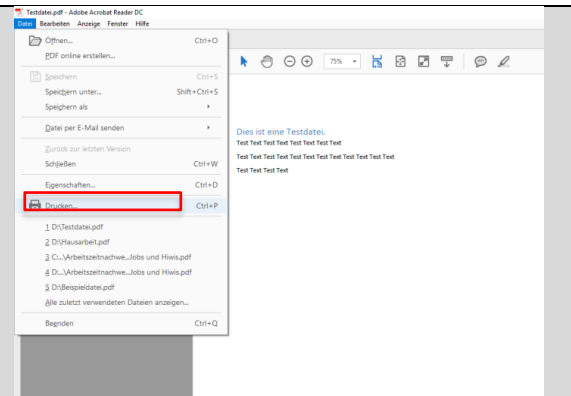 Testdatei.pdf - Adobe Acrobat Reader DC
Datei Bearbeiten Anzeige Fenster Hilfe
Öffnen... Ctrl+O
PDF online erstellen...
Speichern Ctrl+S
Speichern unter... Shift+Ctrl+S
Speichern als
Datei per E-Mail senden
Zurück zur letzten Version
Schließen Ctrl+W
Eigenschaften... Ctrl+D
Drucken... Ctrl+P
1 D:\Testdatei.pdf
2 D:\Hausarbeit.pdf
3 C:...\Arbeitszeitnachwe...Jobs und Hiwis.pdf
4 D:...\Arbeitszeitnachwe...Jobs und Hiwis.pdf
5 D:\Beispieldatei.pdf
Alle zuletzt verwendeten Dateien anzeigen...
Beenden Ctrl+Q
75%
Dies ist eine Testdatei.
Test Text Test Text Test Text Test Text
Test Text Test Text Test Text Test Text Test Text Test Text
Test Text Test Text